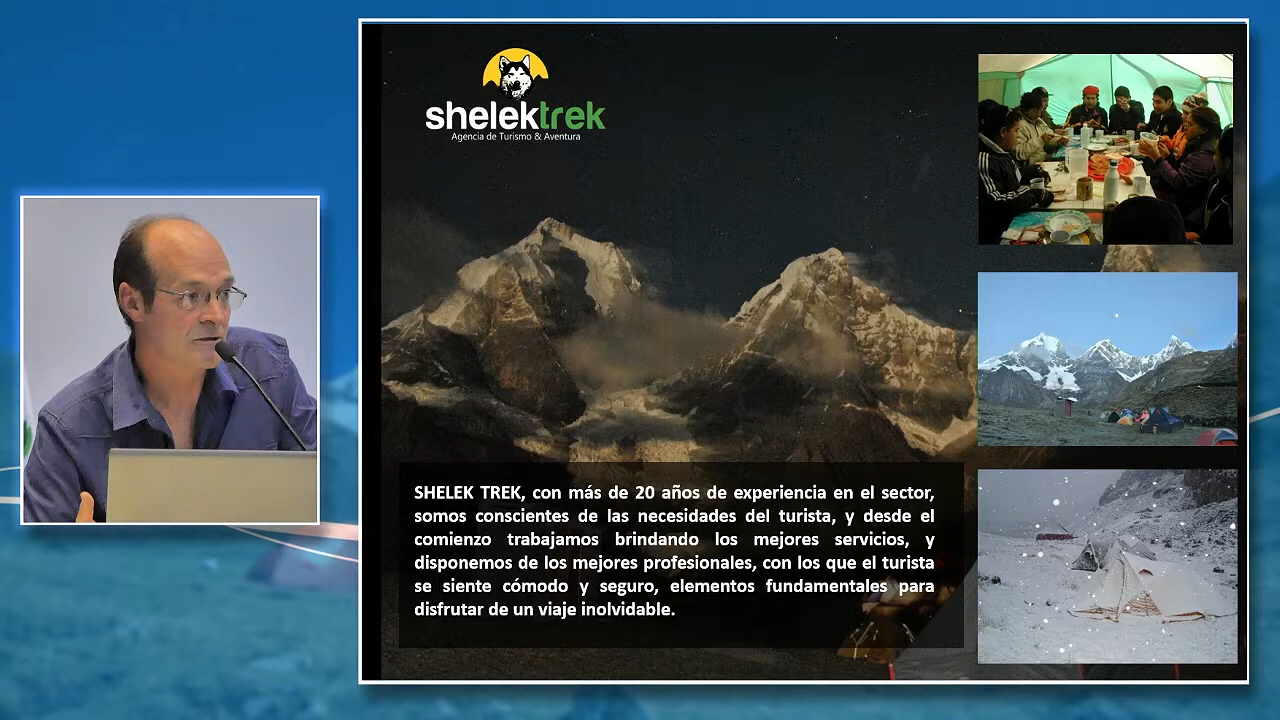 shelektrek
Agencia de Turismo & Aventura
SHELEK TREK, con más de 20 años de experiencia en el sector,
somos conscientes de las necesidades del turista, y desde el
comienzo trabajamos brindando los mejores servicios, y
disponemos de los mejores profesionales, con los que el turista
se siente cómodo y seguro, elementos fundamentales para
disfrutar de un viaje inolvidable.